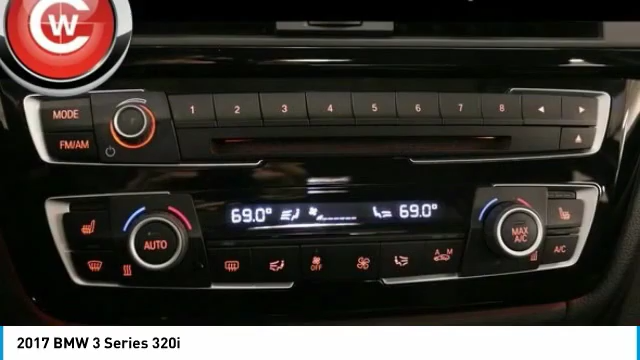 CW
MODE
1 2 3 4 5 6 7 8
FM/AM
69.0° 69.0°
AUTO
MAX A/C
OFF
A M
A/C
2017 BMW 3 Series 320i